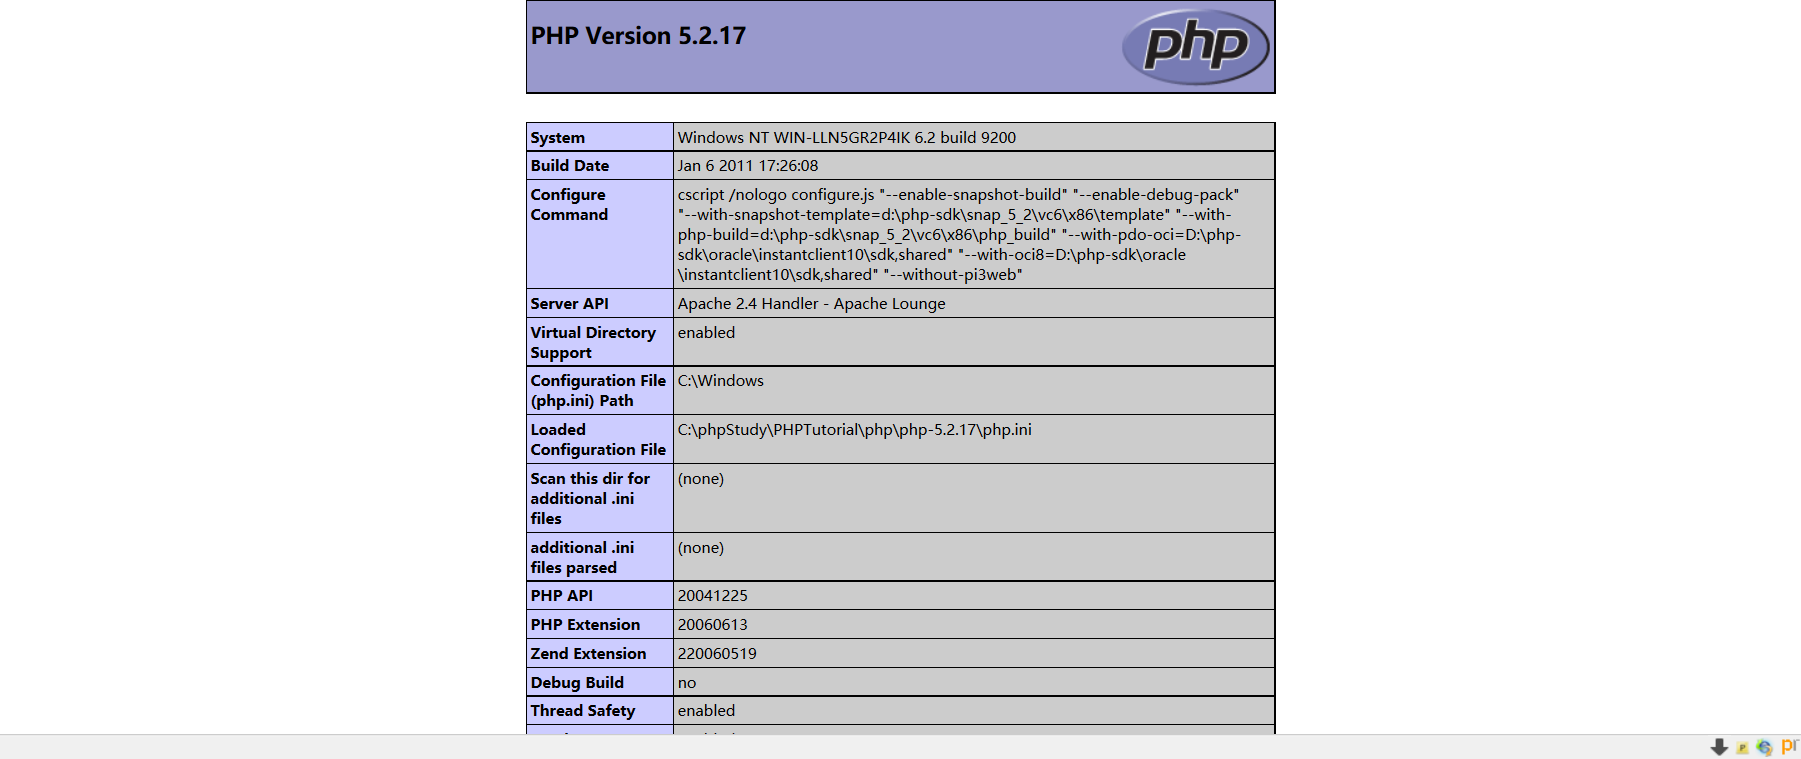 PHP Version 5.2.17
php
System
Windows NT WIN-LLN5GR2P4IK 6.2 build 9200
Build Date
Jan 6 2011 17:26:08
Configure
Command
cscript /nologo configure.js "--enable-snapshot-build" "--enable-debug-pack"
"--with-snapshot-template=d:\php-sdk\snap_5_2\vc6\x86\template" "--with-
php-build=d:\php-sdk\snap_5_2\vc6\x86\php_build" "--with-pdo-oci=D:\php-
sdk\oracle\instantclient10\sdk,shared" "--with-oci8=D:\php-sdk\oracle
\instantclient10\sdk,shared" "--without-pi3web"
Server API
Apache 2.4 Handler - Apache Lounge
Virtual Directory
Support
enabled
Configuration File
(php.ini) Path
C:\Windows
Loaded
Configuration File
C:\phpStudy\PHPTutorial\php\php-5.2.17\php.ini
Scan this dir for
additional .ini
files
(none)
additional .ini
files parsed
(none)
PHP API
20041225
PHP Extension
20060613
Zend Extension
220060519
Debug Build
no
Thread Safety
enabled
P
pr